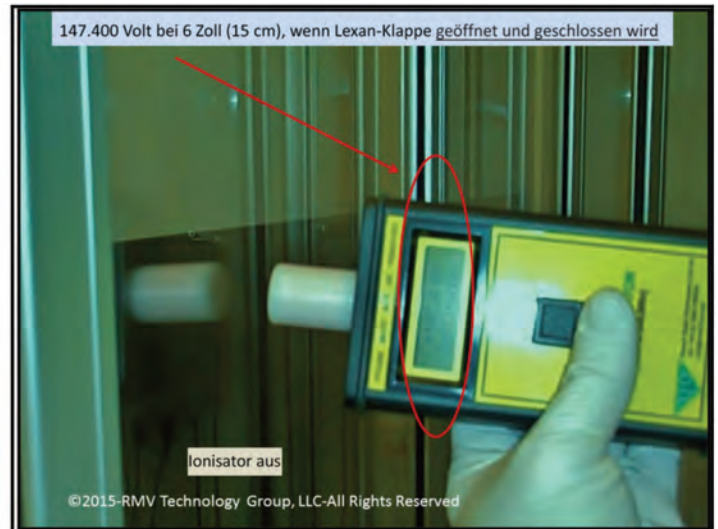 147.400 Volt bei 6 Zoll (15 cm), wenn Lexan-Klappe geöffnet und geschlossen wird
Ionisator aus
©2015-RMV Technology Group, LLC-All Rights Reserved